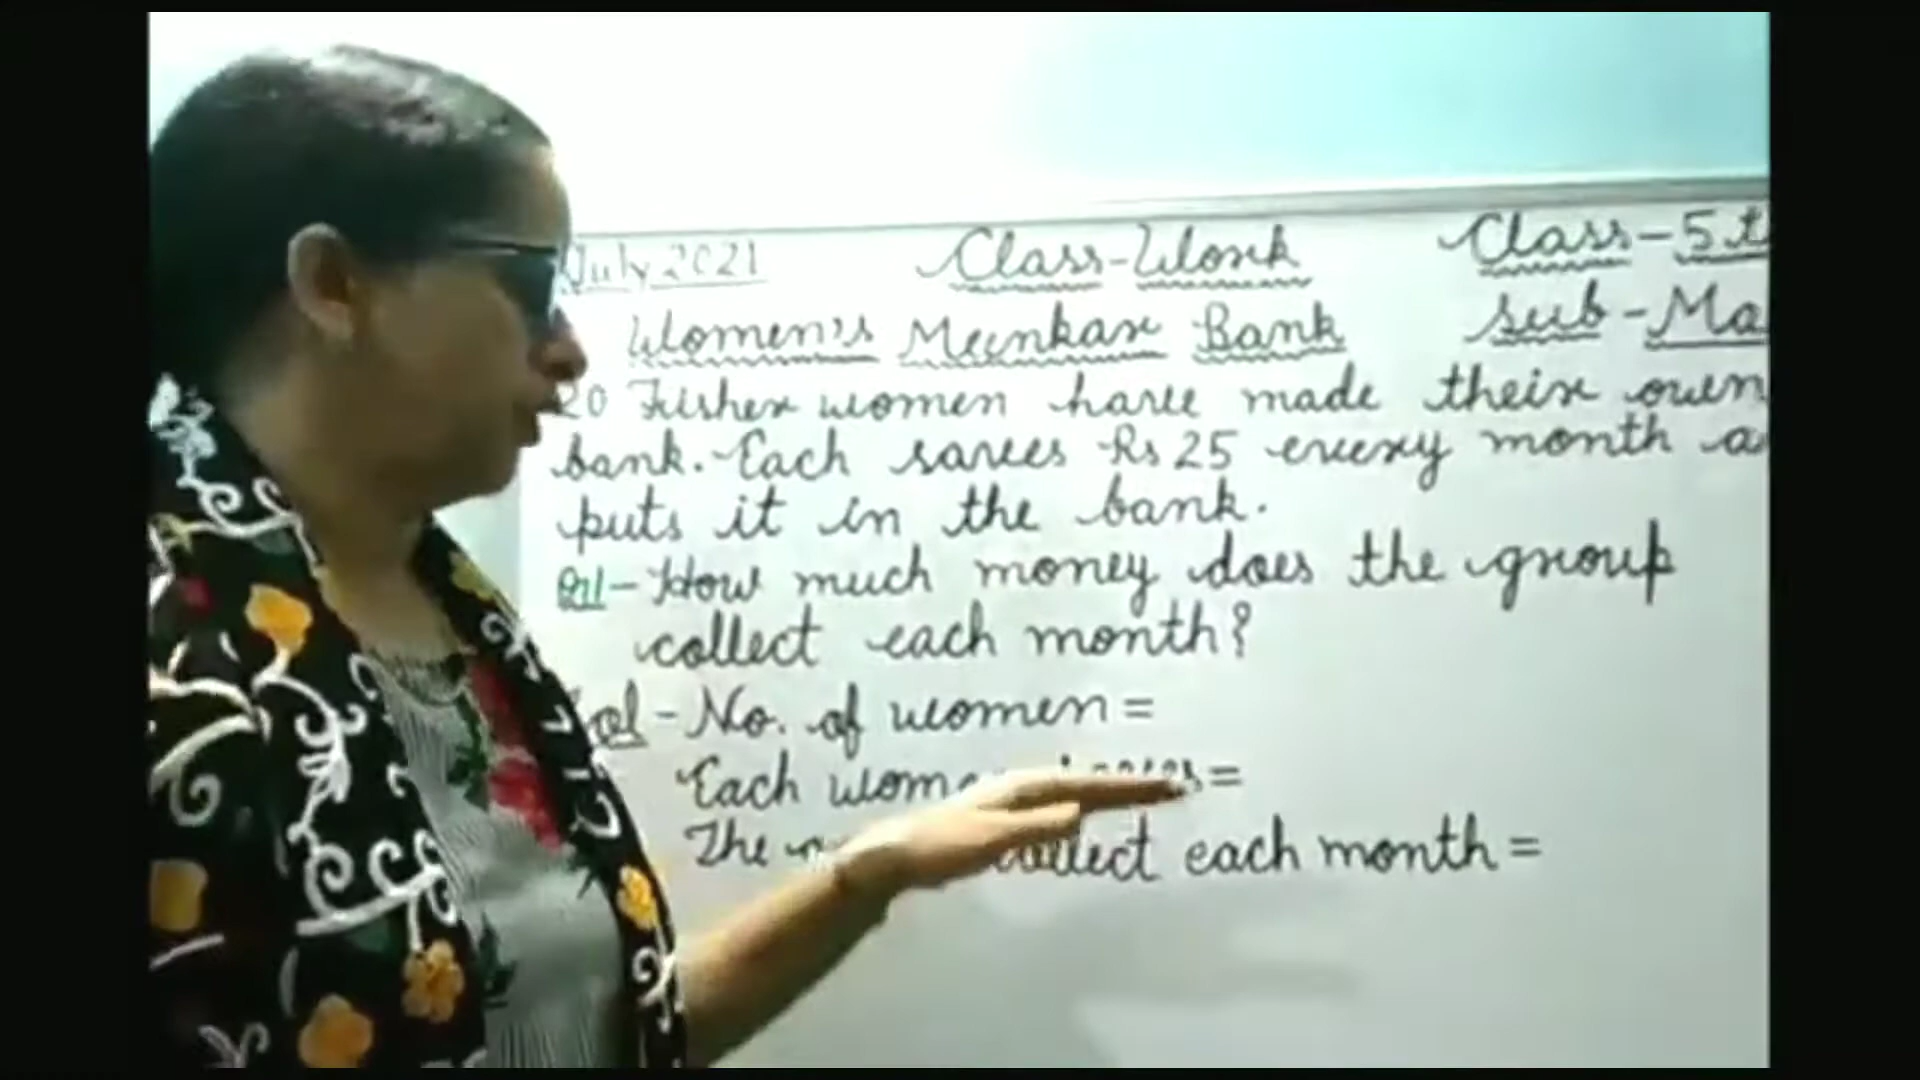 July 2021 Class-Work Class-5t
Women's Meenkar Bank Sub-Ma
20 Fisher women have made their own
bank. Each saves Rs 25 every month a
puts it in the bank.
Q1- How much money does the group
collect each month?
Sol- No. of women =
Each woman saves =
The collect each month =